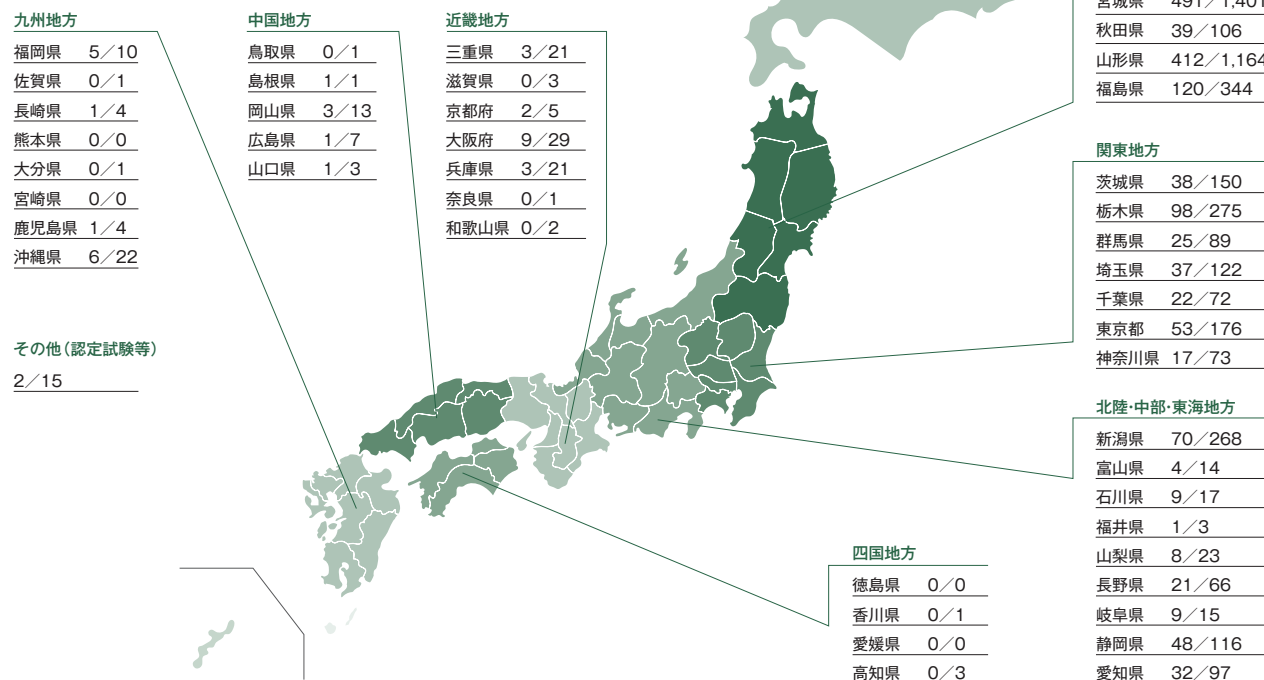 九州地方
福岡県 5／10
佐賀県 0／1
長崎県 1／4
熊本県 0／0
大分県 0／1
宮崎県 0／0
鹿児島県 1／4
沖縄県 6／22
その他（認定試験等）
2／15
中国地方
鳥取県 0／1
島根県 1／1
岡山県 3／13
広島県 1／7
山口県 1／3
近畿地方
三重県 3／21
滋賀県 0／3
京都府 2／5
大阪府 9／29
兵庫県 3／21
奈良県 0／1
和歌山県 0／2
宮城県 491／1,401
秋田県 39／106
山形県 412／1,164
福島県 120／344
関東地方
茨城県 38／150
栃木県 98／275
群馬県 25／89
埼玉県 37／122
千葉県 22／72
東京都 53／176
神奈川県 17／73
北陸・中部・東海地方
新潟県 70／268
富山県 4／14
石川県 9／17
福井県 1／3
山梨県 8／23
長野県 21／66
岐阜県 9／15
静岡県 48／116
愛知県 32／97
四国地方
徳島県 0／0
香川県 0／1
愛媛県 0／0
高知県 0／3